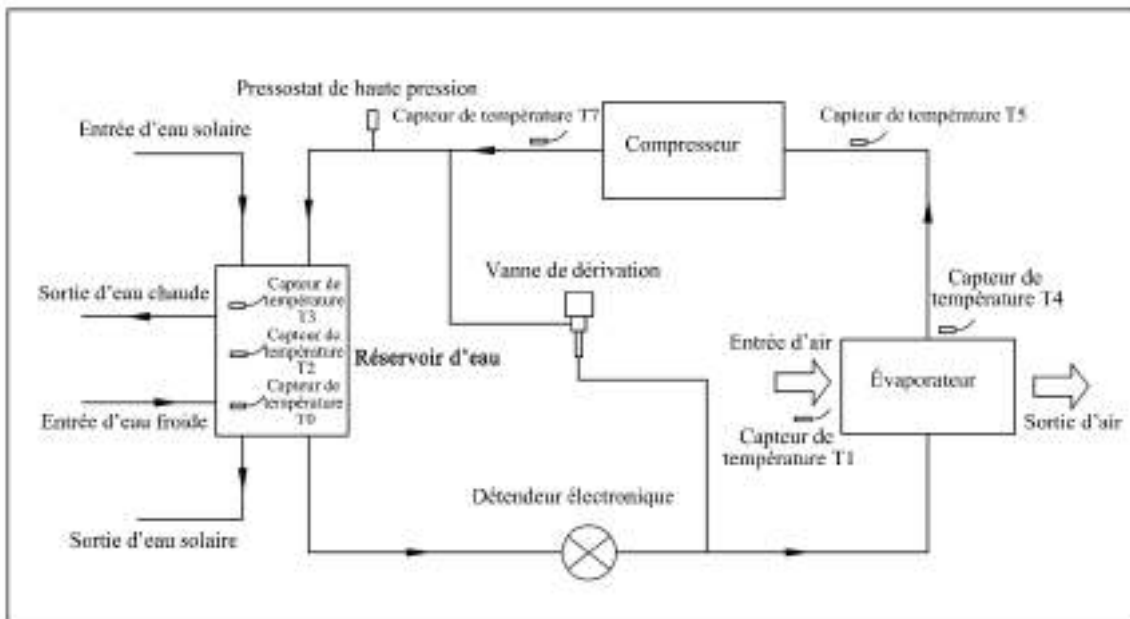 Pressostat de haute pression
Capteur de température T7
Capteur de température T5
Entrée d'eau solaire
Compresseur
Vanne de dérivation
Capteur de
température T4
Sortie d'eau chaude
Capteur de
température
T3
Capteur de
température
T2
Réservoir d'eau
Entrée d'air
Évaporateur
Capteur de
température
T0
Entrée d'eau froide
Sortie d'air
Capteur de
température T1
Détendeur électronique
Sortie d'eau solaire